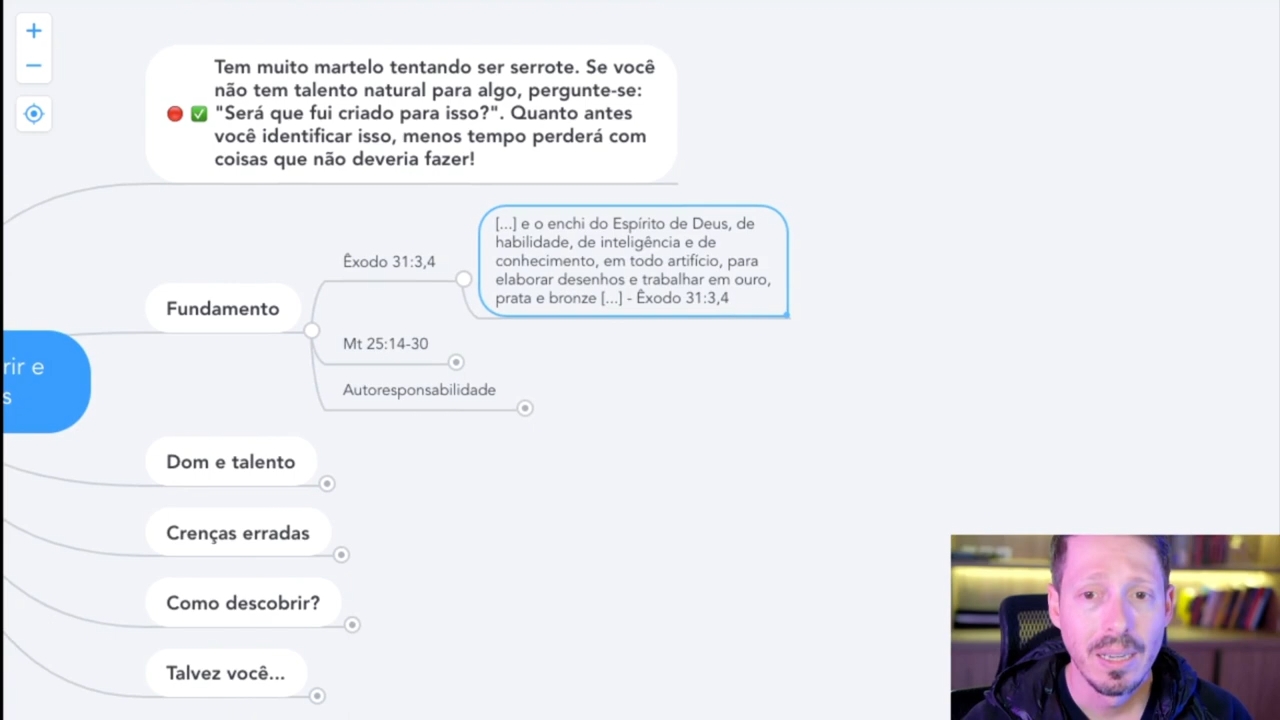 Tem muito martelo tentando ser serrote. Se você
não tem talento natural para algo, pergunte-se:
"Será que fui criado para isso?". Quanto antes
você identificar isso, menos tempo perderá com
coisas que não deveria fazer!
[...] e o enchi do Espírito de Deus, de
habilidade, de inteligência e de
conhecimento, em todo artifício, para
elaborar desenhos e trabalhar em ouro,
prata e bronze [...] - Êxodo 31:3,4
Êxodo 31:3,4
Fundamento
Mt 25:14-30
Autoresponsabilidade
rir e
s
Dom e talento
Crenças erradas
Como descobrir?
Talvez você...